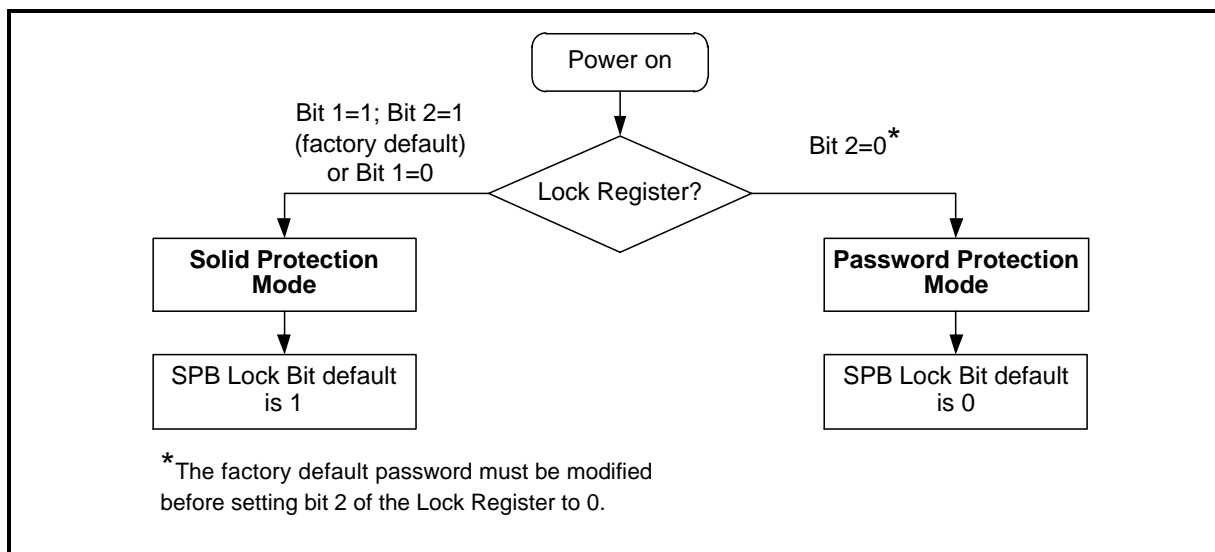 Power on
Bit 1=1; Bit 2=1
(factory default)
or Bit 1=0
Bit 2=0*
Lock Register?
Solid Protection
Mode
Password Protection
Mode
SPB Lock Bit default
is 1
SPB Lock Bit default
is 0
*The factory default password must be modified
before setting bit 2 of the Lock Register to 0.